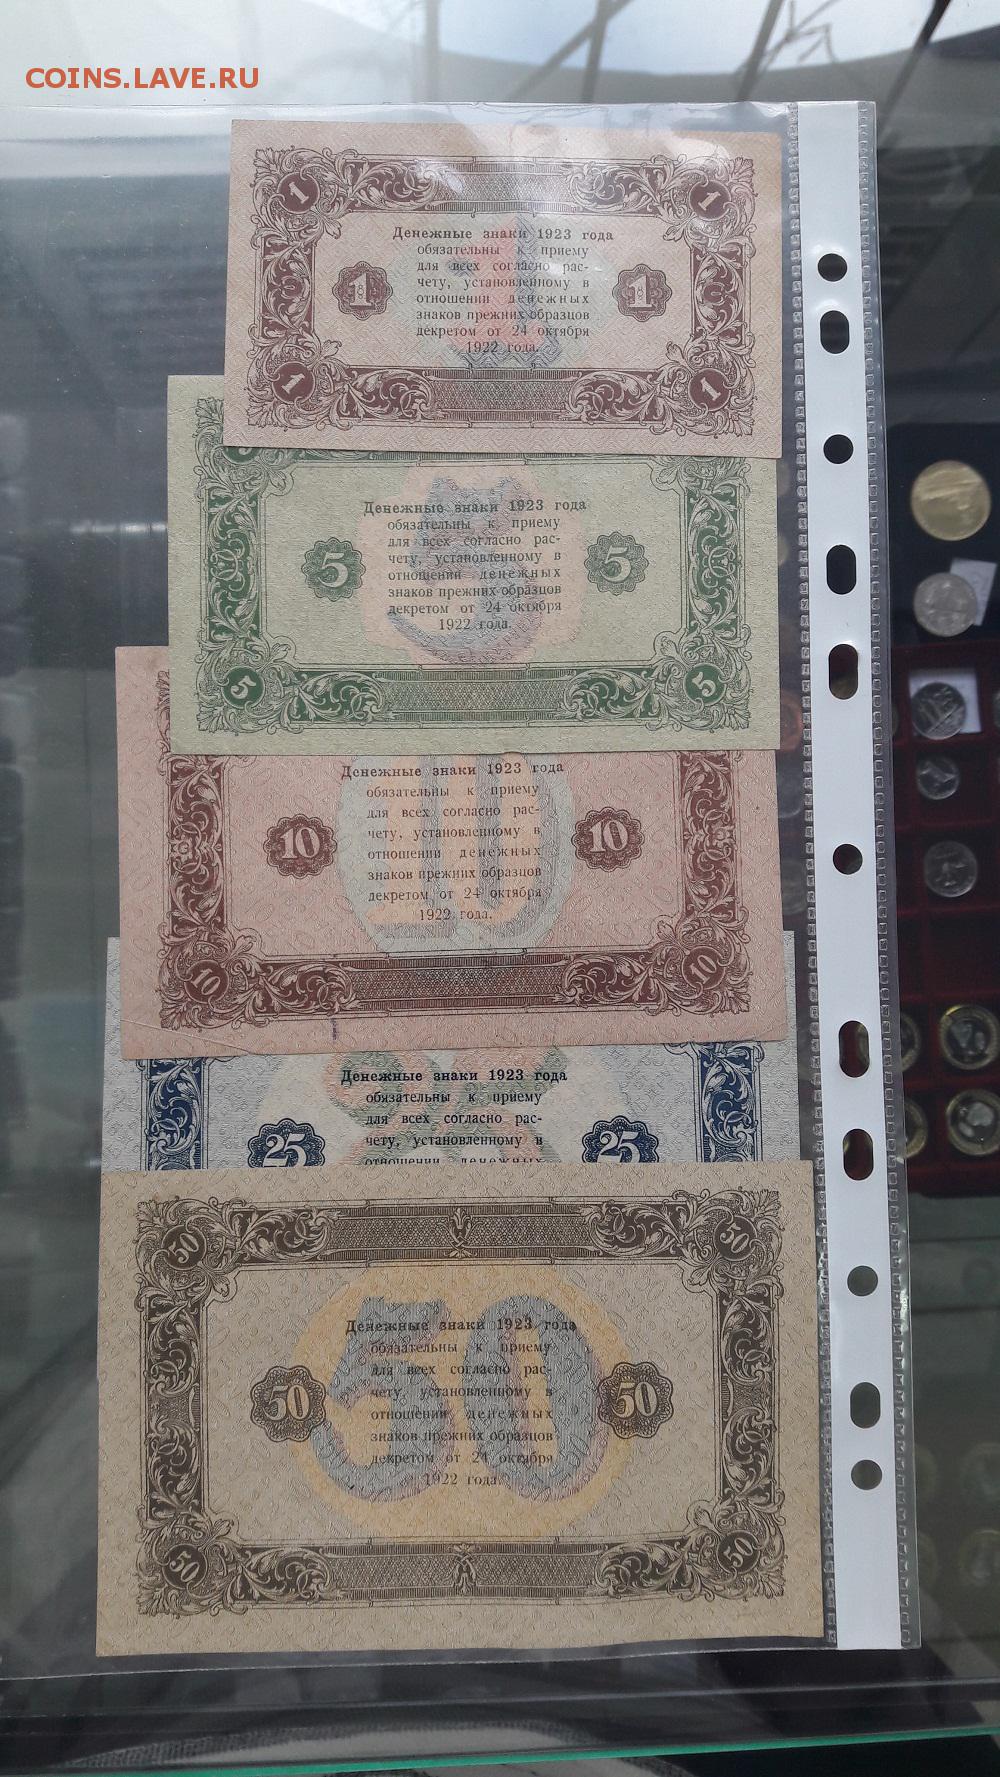 COINS.LAVE.RU
1 1
Денежные знаки 1923 года
обязательны к приему
для всех согласно рас-
чету, установленному в
отношении денежных
знаков прежних образцов
декретом от 24 октября
1922 года.
1 1
1 1
Денежные знаки 1923 года
обязательны к приему
для всех согласно рас-
чету, установленному в
отношении денежных
знаков прежних образцов
декретом от 24 октября
1922 года.
5 5
5 5
Денежные знаки 1923 года
обязательны к приему
для всех согласно рас-
чету, установленному в
отношении денежных
знаков прежних образцов
декретом от 24 октября
1922 года.
10 10
10 10
Денежные знаки 1923 года
обязательны к приему
для всех согласно рас-
чету, установленному в
отношении денежных
25 25
50 50
50
Денежные знаки 1923 года
обязательны к приему
для всех согласно рас-
чету, установленному в
отношении денежных
знаков прежних образцов
декретом от 24 октября
1922 года.
50 50
50 50